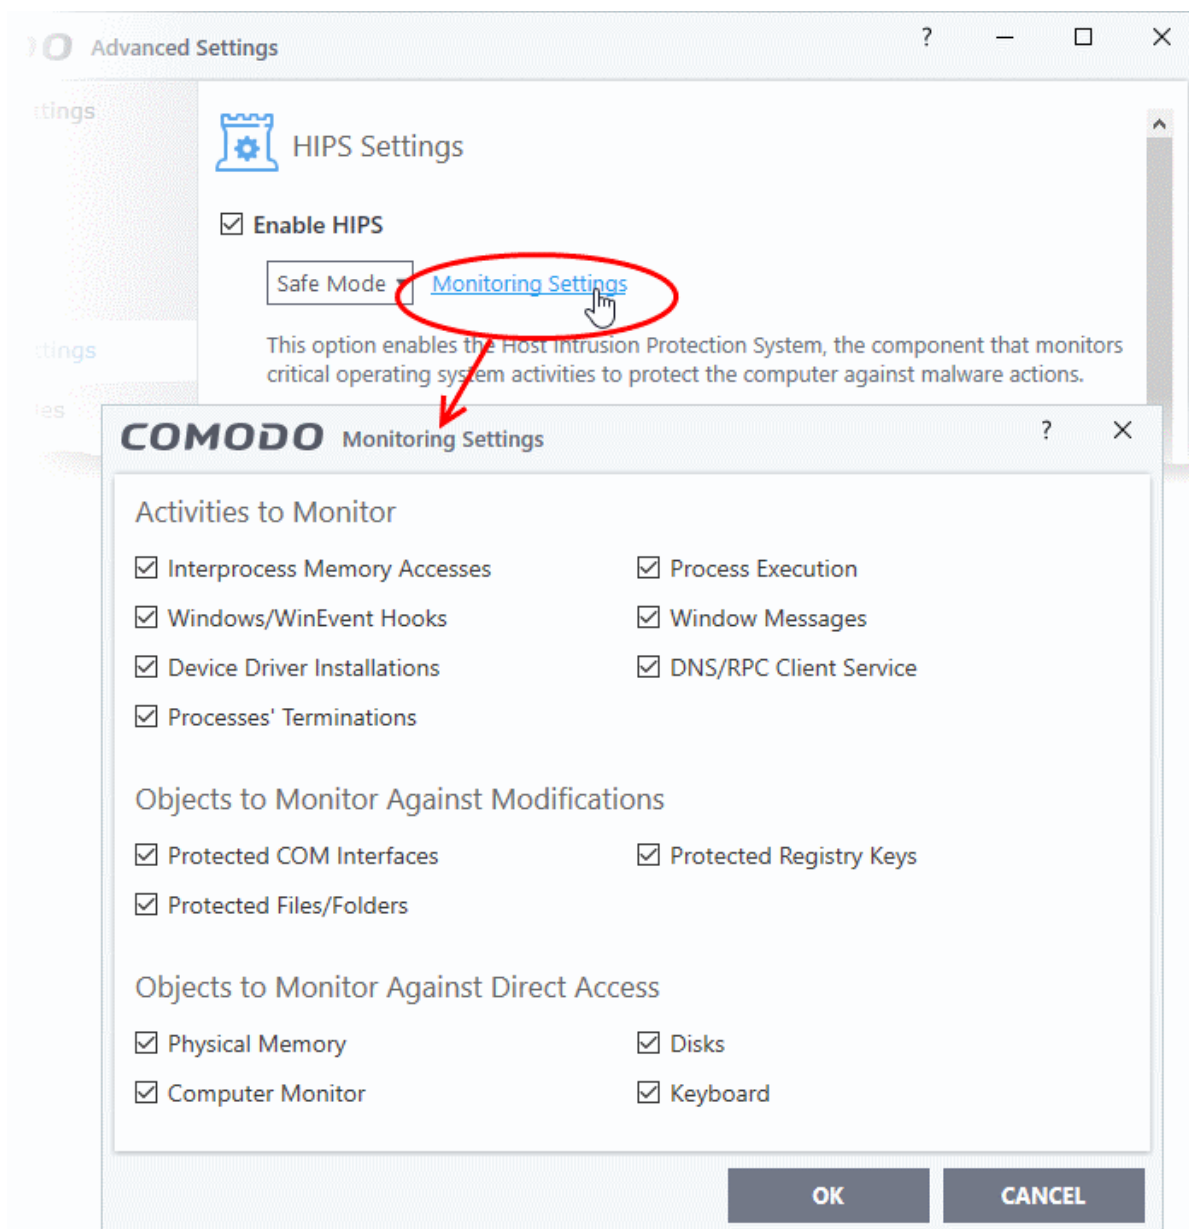 Advanced Settings ?
ttings
HIPS Settings
Enable HIPS
Safe Mode Monitoring Settings
This option enables the Host Intrusion Protection System, the component that monitors
critical operating system activities to protect the computer against malware actions.
ttings
es
COMODO Monitoring Settings ?
Activities to Monitor
Interprocess Memory Accesses Process Execution
Windows/WinEvent Hooks Window Messages
Device Driver Installations DNS/RPC Client Service
Processes' Terminations
Objects to Monitor Against Modifications
Protected COM Interfaces Protected Registry Keys
Protected Files/Folders
Objects to Monitor Against Direct Access
Physical Memory Disks
Computer Monitor Keyboard
OK CANCEL